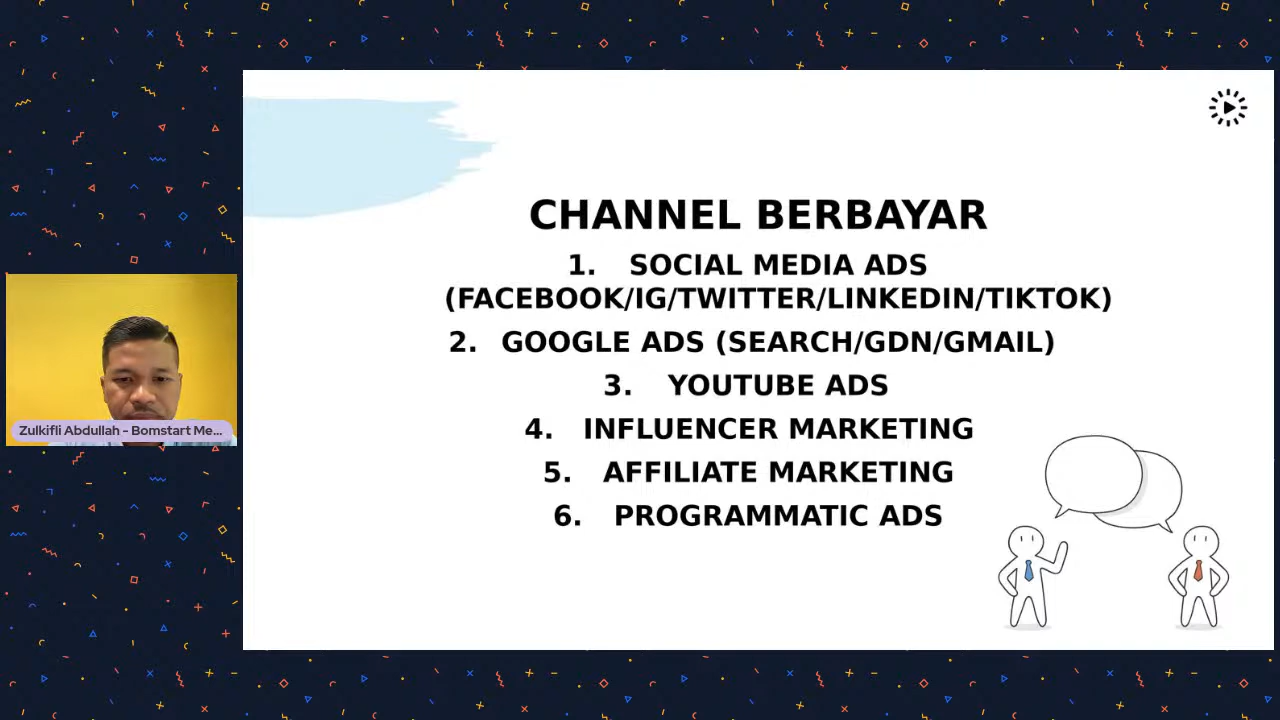 CHANNEL BERBAYAR
1. SOCIAL MEDIA ADS
(FACEBOOK/IG/TWITTER/LINKEDIN/TIKTOK)
2. GOOGLE ADS (SEARCH/GDN/GMAIL)
3. YOUTUBE ADS
4. INFLUENCER MARKETING
5. AFFILIATE MARKETING
6. PROGRAMMATIC ADS
Zulkifli Abdullah - Bomstart Me...